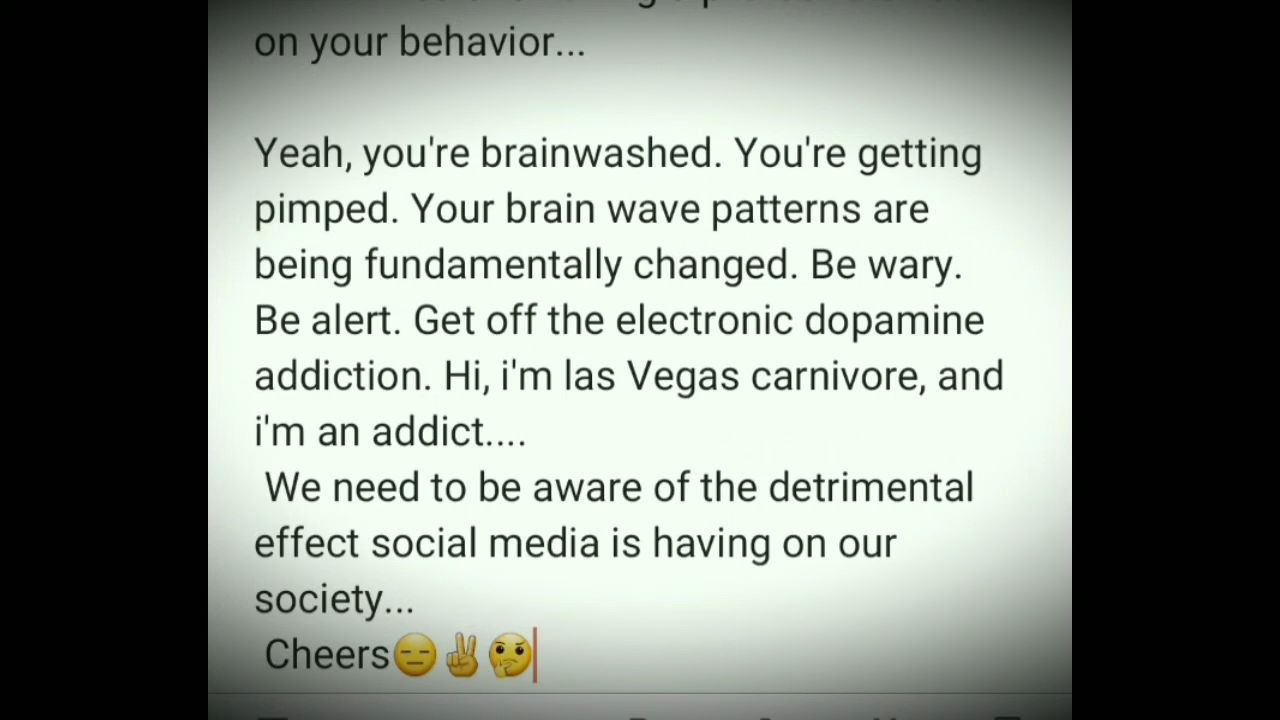 on your behavior...
Yeah, you're brainwashed. You're getting
pimped. Your brain wave patterns are
being fundamentally changed. Be wary.
Be alert. Get off the electronic dopamine
addiction. Hi, i'm las Vegas carnivore, and
i'm an addict....
We need to be aware of the detrimental
effect social media is having on our
society...
Cheers😑✌🤔